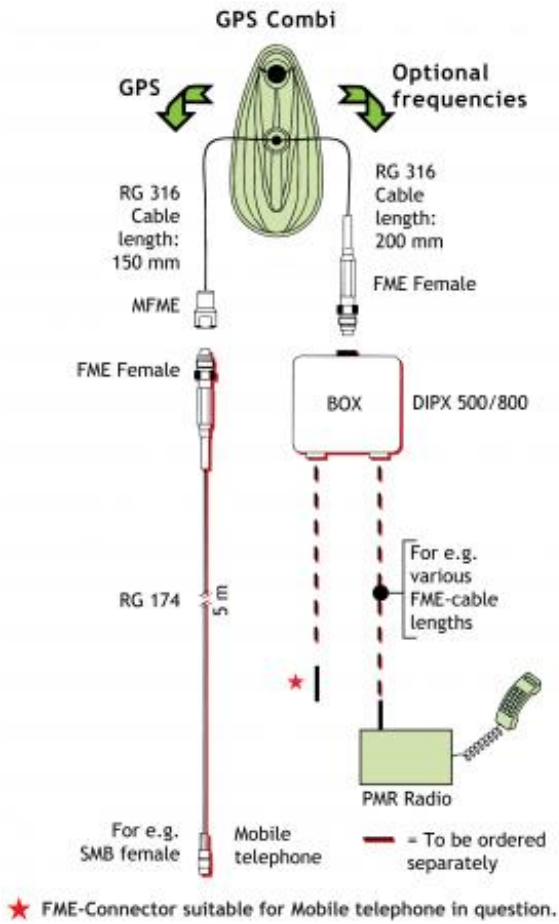 GPS Combi
GPS
Optional
frequencies
RG 316
Cable
length:
150 mm
RG 316
Cable
length:
200 mm
MFME
FME Female
FME Female
BOX
DIPX 500/800
For e.g.
various
FME-cable
lengths
RG 174
5 m
PMR Radio
For e.g.
SMB female
Mobile
telephone
= To be ordered
separately
FME-Connector suitable for Mobile telephone in question.